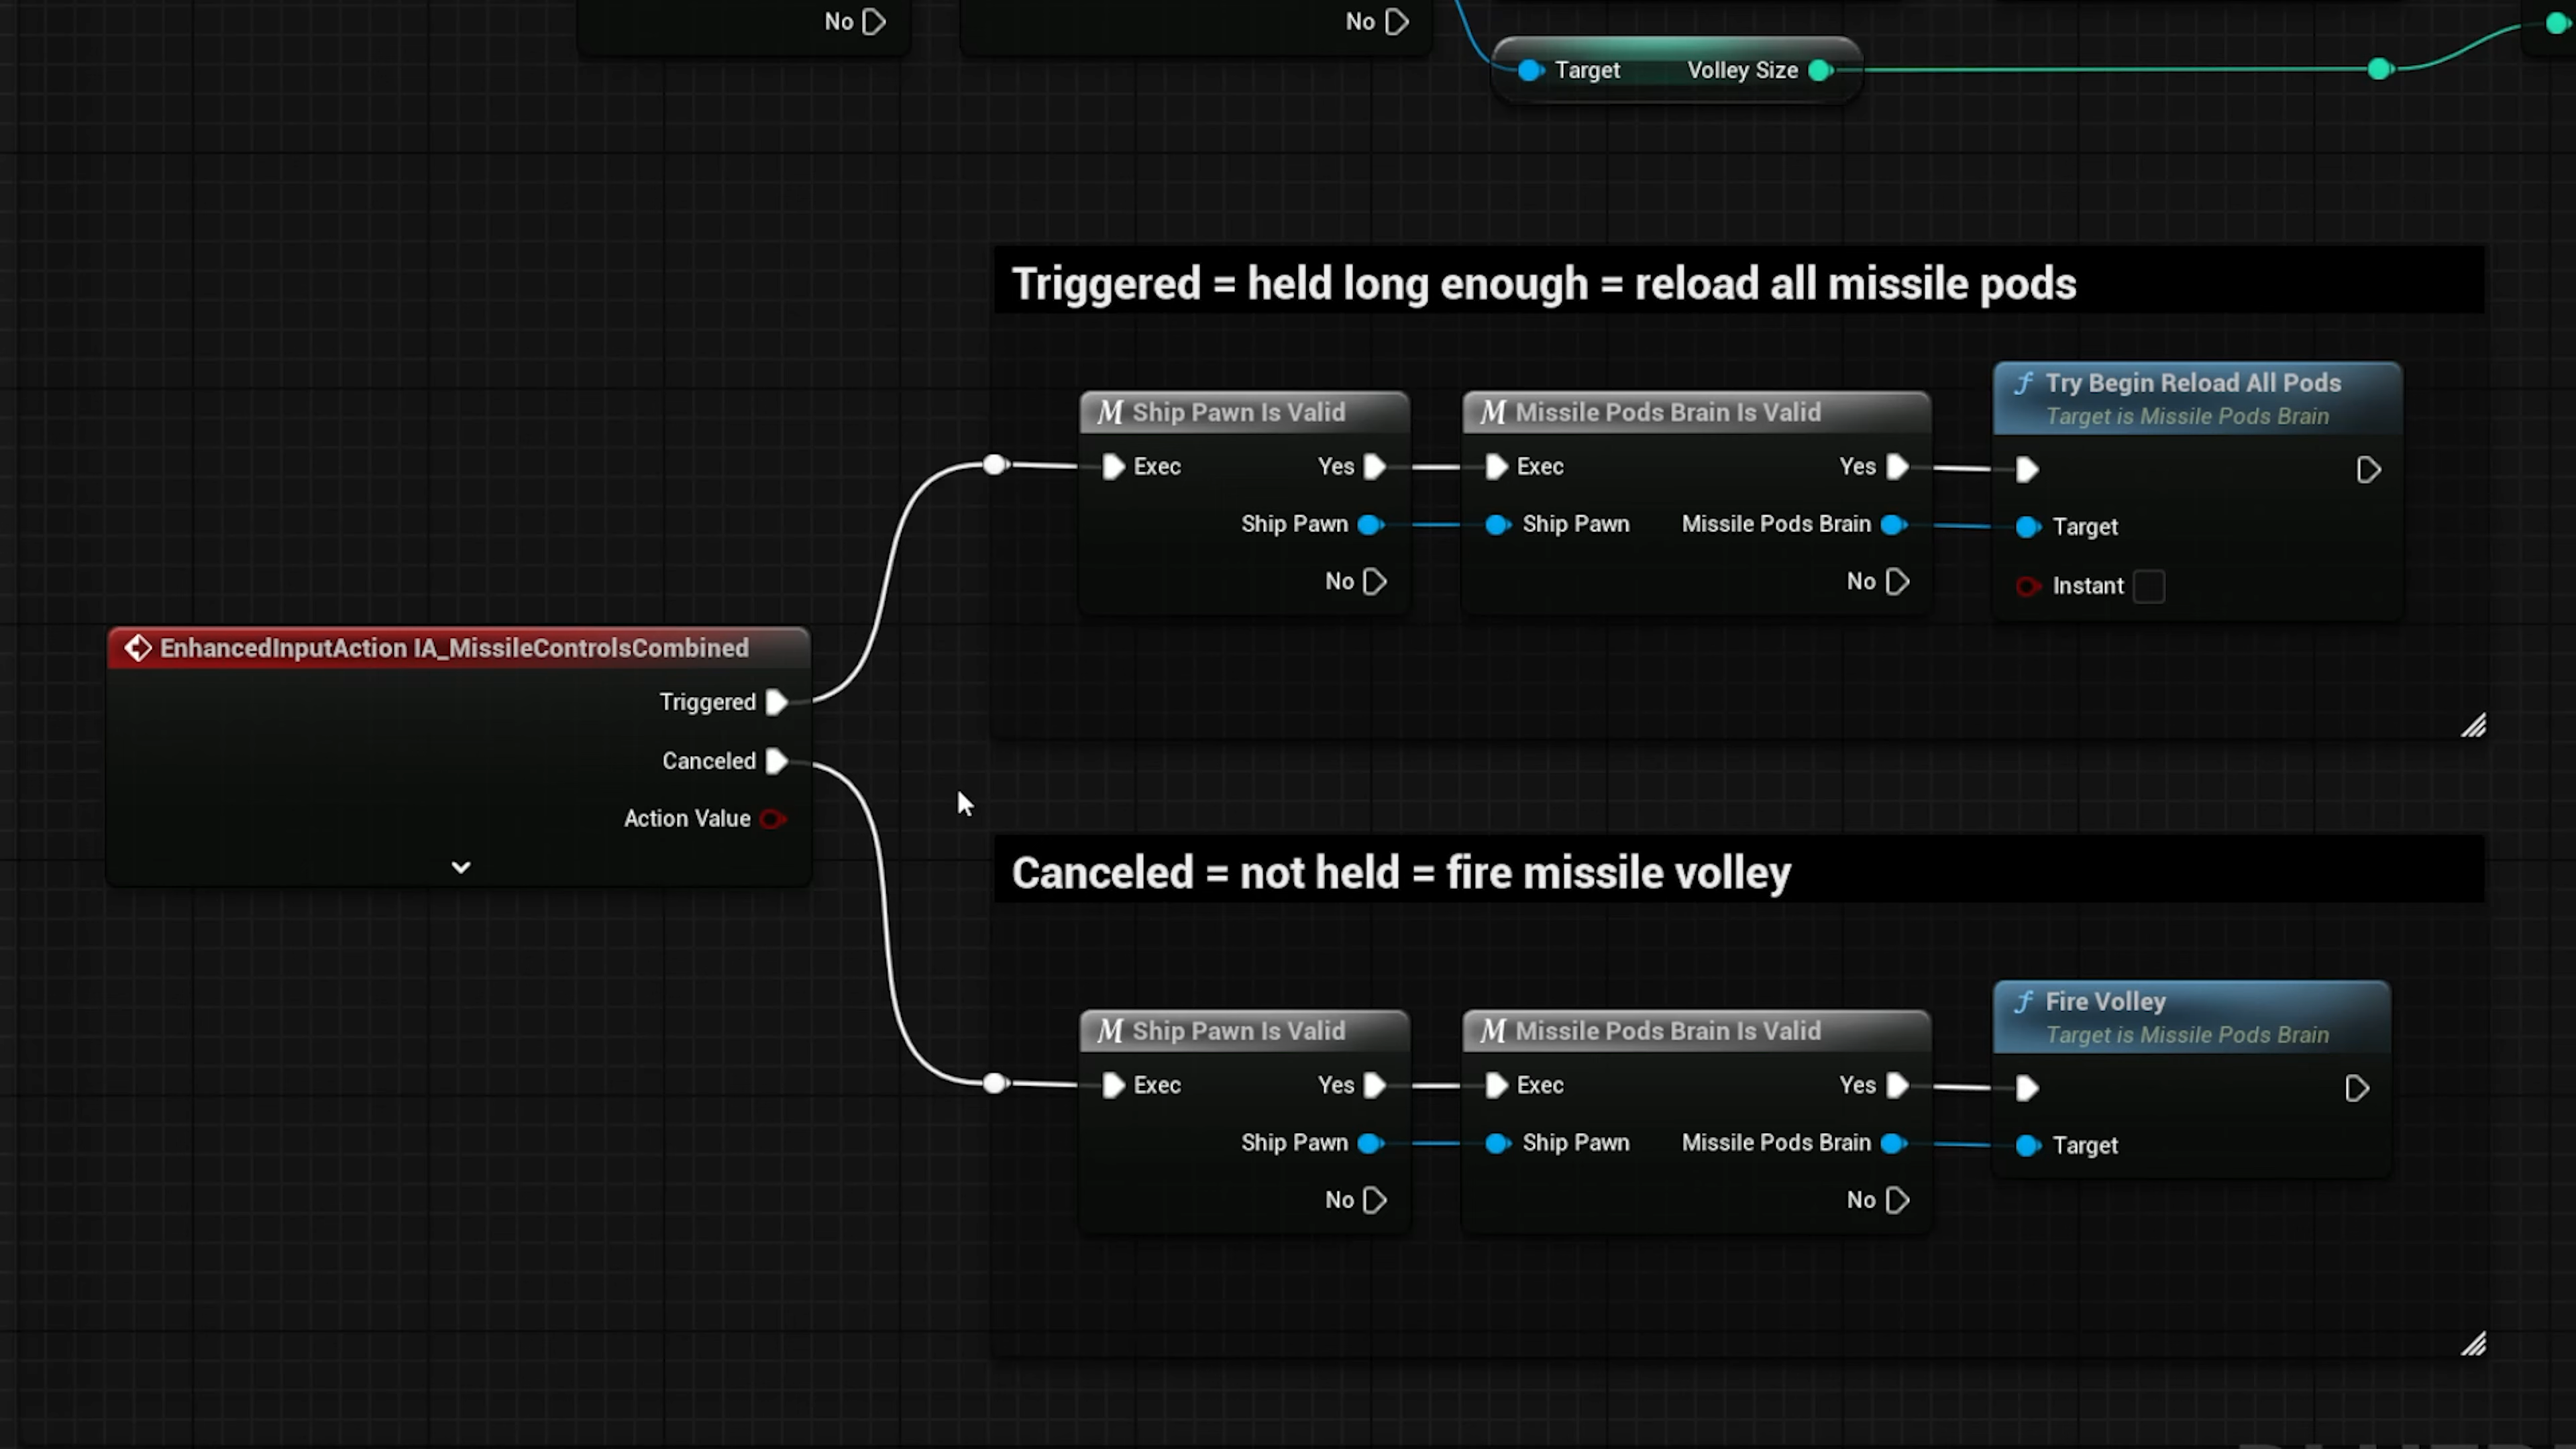 No
No
Target Volley Size
Triggered = held long enough = reload all missile pods
M Ship Pawn Is Valid
Exec Yes
Ship Pawn
No
M Missile Pods Brain Is Valid
Exec Yes
Ship Pawn Missile Pods Brain
No
f Try Begin Reload All Pods
Target is Missile Pods Brain
Target
Instant
EnhancedInputAction IA_MissileControlsCombined
Triggered
Canceled
Action Value
Canceled = not held = fire missile volley
M Ship Pawn Is Valid
Exec Yes
Ship Pawn
No
M Missile Pods Brain Is Valid
Exec Yes
Ship Pawn Missile Pods Brain
No
f Fire Volley
Target is Missile Pods Brain
Target